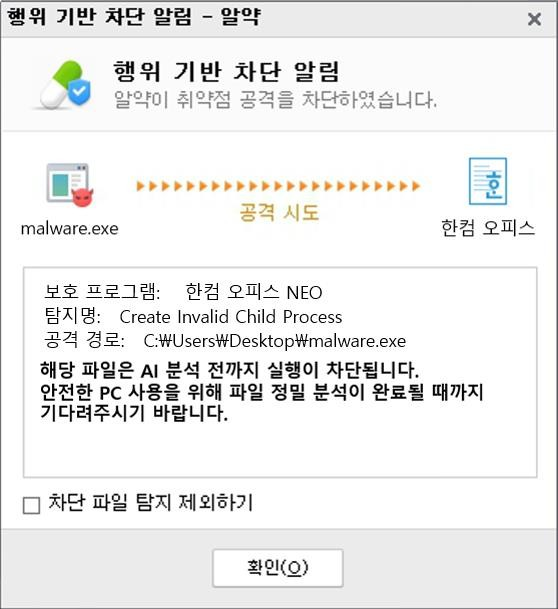 행위 기반 차단 알림 - 알약
행위 기반 차단 알림
알약이 취약점 공격을 차단하였습니다.
공격 시도
malware.exe
한컴 오피스
보호 프로그램: 한컴 오피스 NEO
탐지명: Create Invalid Child Process
공격 경로: C:₩Users₩Desktop₩malware.exe
해당 파일은 AI 분석 전까지 실행이 차단됩니다.
안전한 PC 사용을 위해 파일 정밀 분석이 완료될 때까지
기다려주시기 바랍니다.
차단 파일 탐지 제외하기
확인(O)